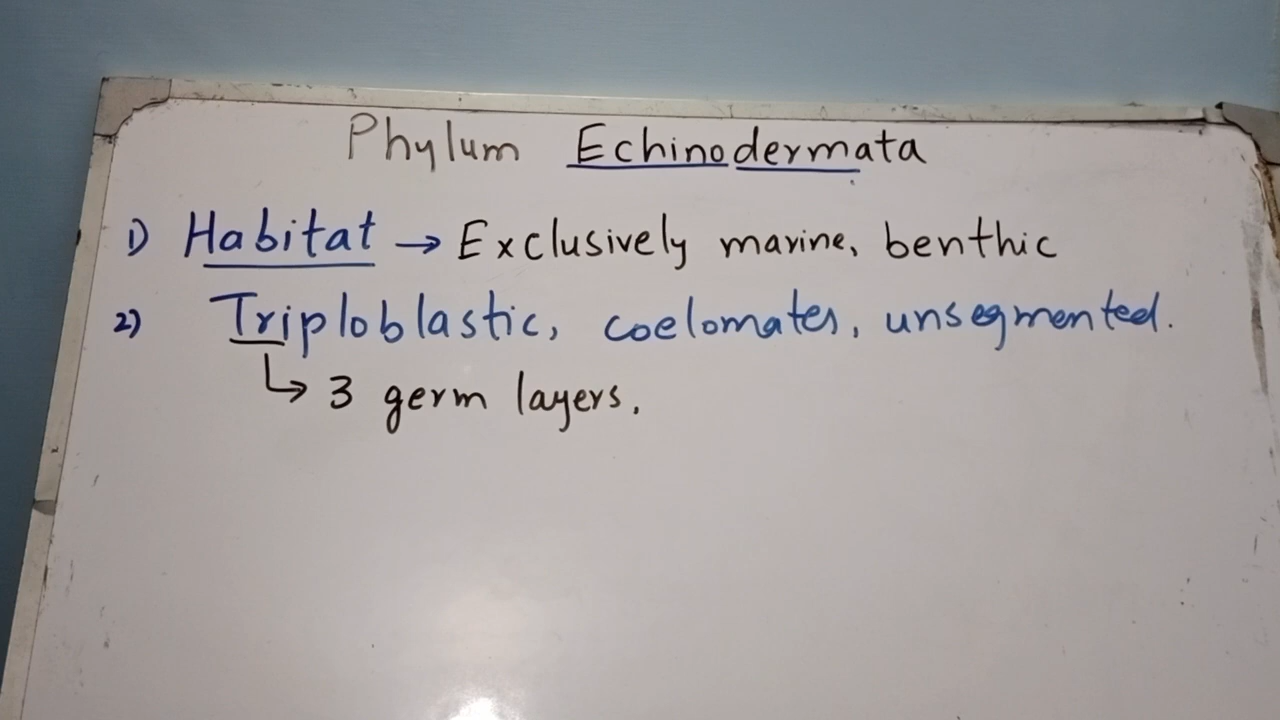 Phylum Echinodermata
1) Habitat → Exclusively marine, benthic
2) Triploblastic, coelomates, unsegmented.
↳ 3 germ layers.